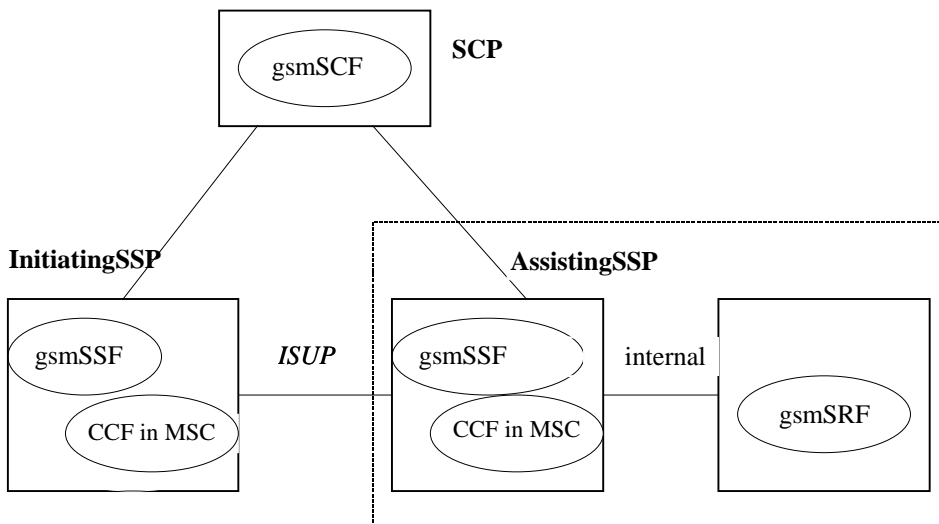 SCP
gsmSCF
InitiatingSSP
AssistingSSP
gsmSSF
ISUP
gsmSSF
internal
CCF in MSC
CCF in MSC
gsmSRF